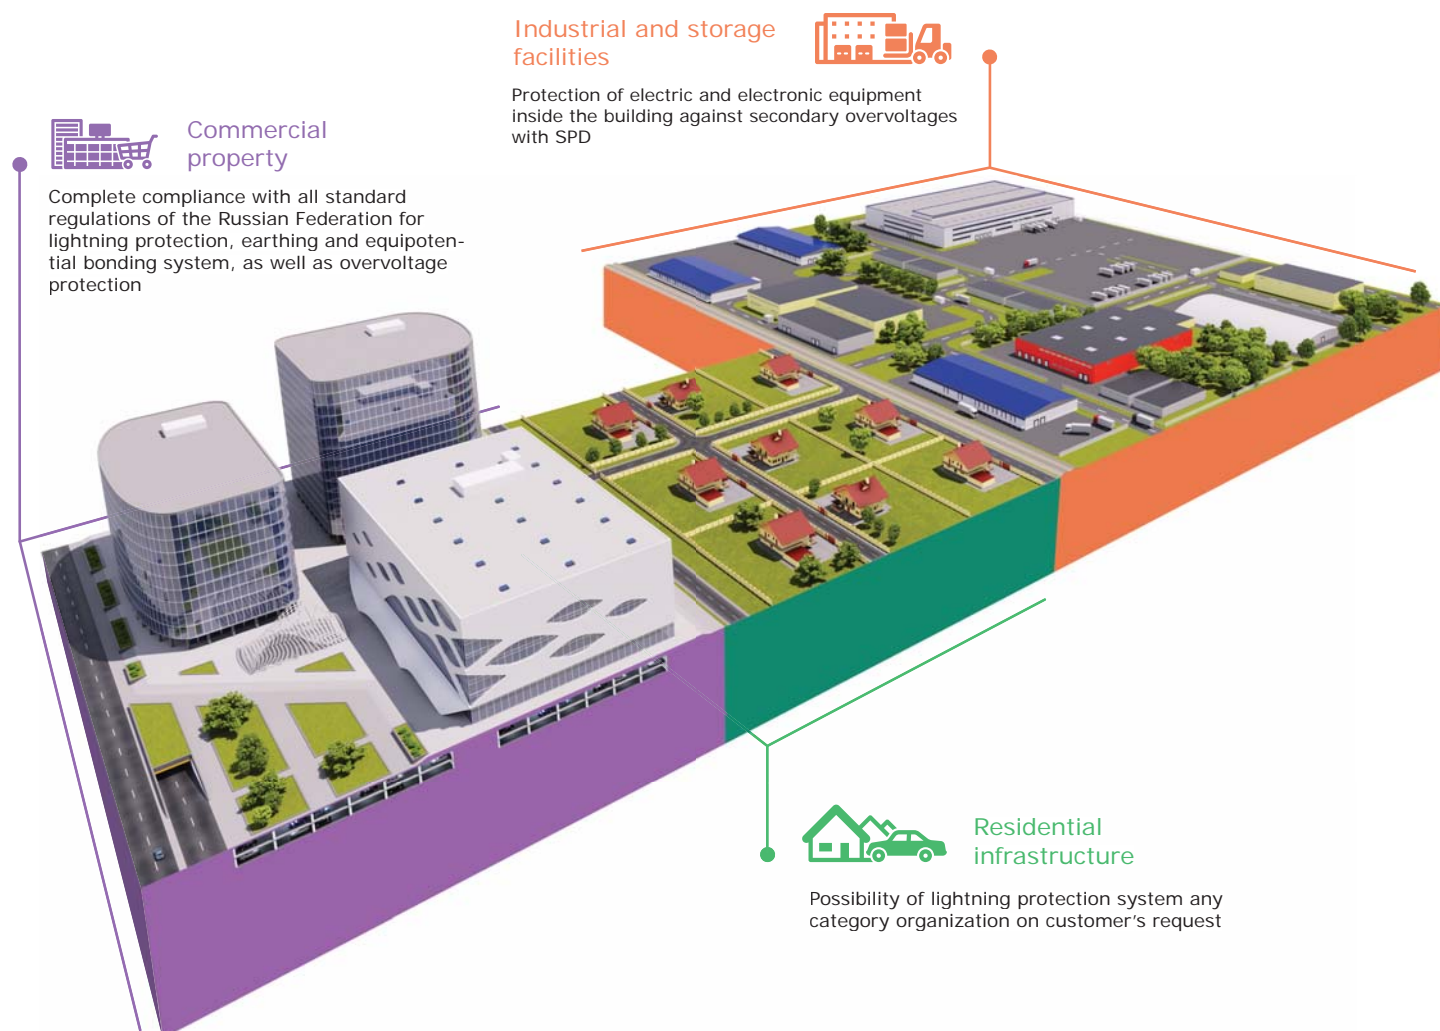 Industrial and storage
facilities
Protection of electric and electronic equipment
inside the building against secondary overvoltages
with SPD
Commercial
property
Complete compliance with all standard
regulations of the Russian Federation for
lightning protection, earthing and equipoten-
tial bonding system, as well as overvoltage
protection
Residential
infrastructure
Possibility of lightning protection system any
category organization on customer's request